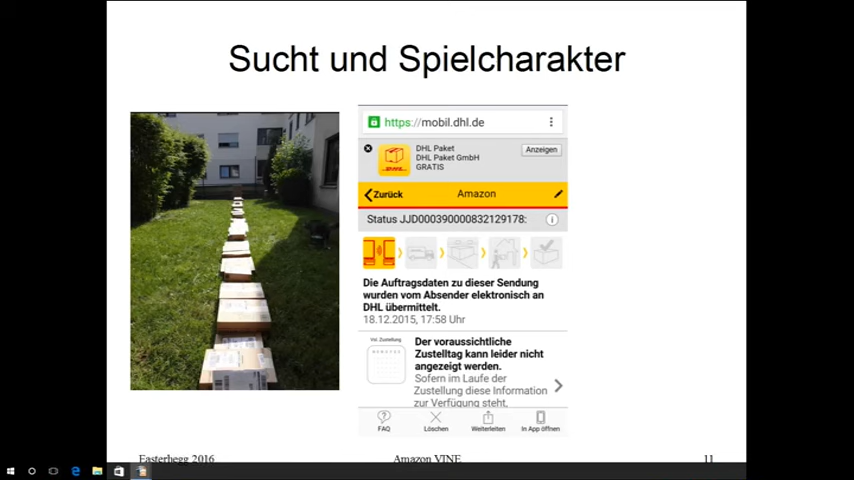 Sucht und Spielcharakter
https://mobil.dhl.de
DHL Paket
DHL Paket GmbH
GRATIS
Anzeigen
Zurück
Amazon
Status JJD000390000832129178:
Die Auftragsdaten zu dieser Sendung
wurden vom Absender elektronisch an
DHL übermittelt.
18.12.2015, 17:58 Uhr
Vol. Zustellung
Der voraussichtliche
Zustelltag kann leider nicht
angezeigt werden.
Sofern im Laufe der
Zustellung diese Information
zur Verfügung steht,
FAQ
Löschen
Weiterleiten
In App öffnen
Easterhegg 2016
Amazon VINE
11